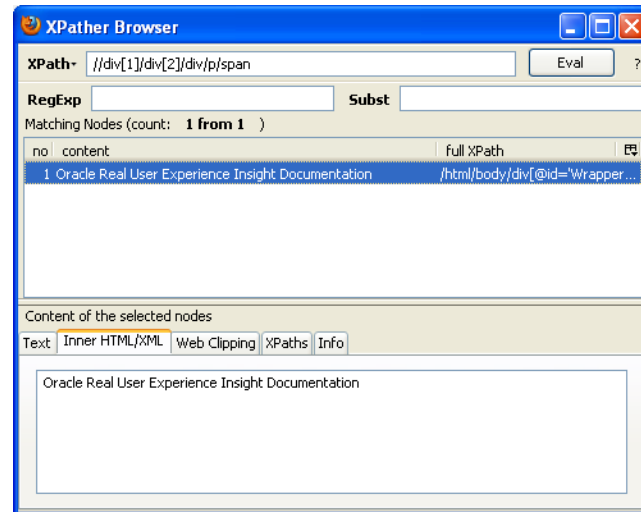 XPather Browser
XPath //div[1]/div[2]/div/p/span Eval ?
RegExp Subst
Matching Nodes (count: 1 from 1 )
no content full XPath
1 Oracle Real User Experience Insight Documentation /html/body/div[@id='Wrapper...
Content of the selected nodes
Text Inner HTML/XML Web Clipping XPaths Info
Oracle Real User Experience Insight Documentation